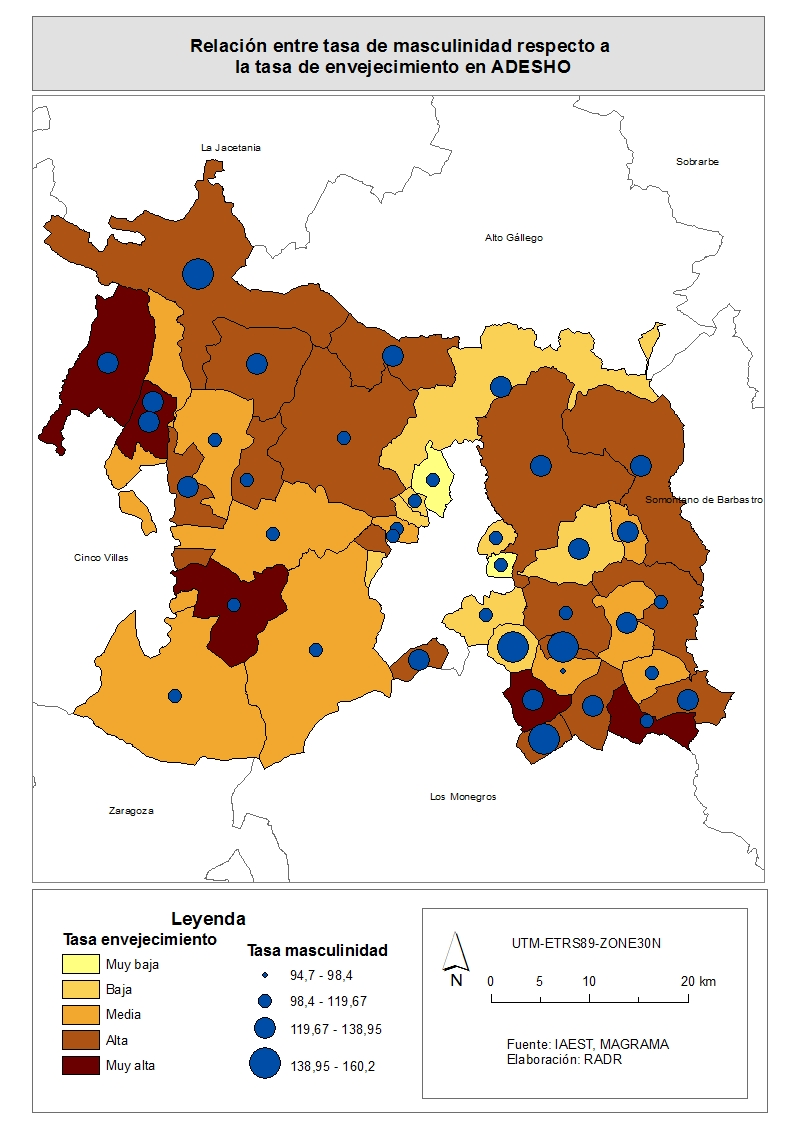 Relación entre tasa de masculinidad respecto a
la tasa de envejecimiento en ADESHO
La Jacetania
Sobrarbe
Alto Gállego
Somontano de Barbastro
Cinco Villas
Los Monegros
Zaragoza
Leyenda
Tasa envejecimiento
Muy baja
Baja
Media
Alta
Muy alta
Tasa masculinidad
94,7 - 98,4
98,4 - 119,67
119,67 - 138,95
138,95 - 160,2
UTM-ETRS89-ZONE30N
N
0 5 10 20 km
Fuente: IAEST, MAGRAMA
Elaboración: RADR